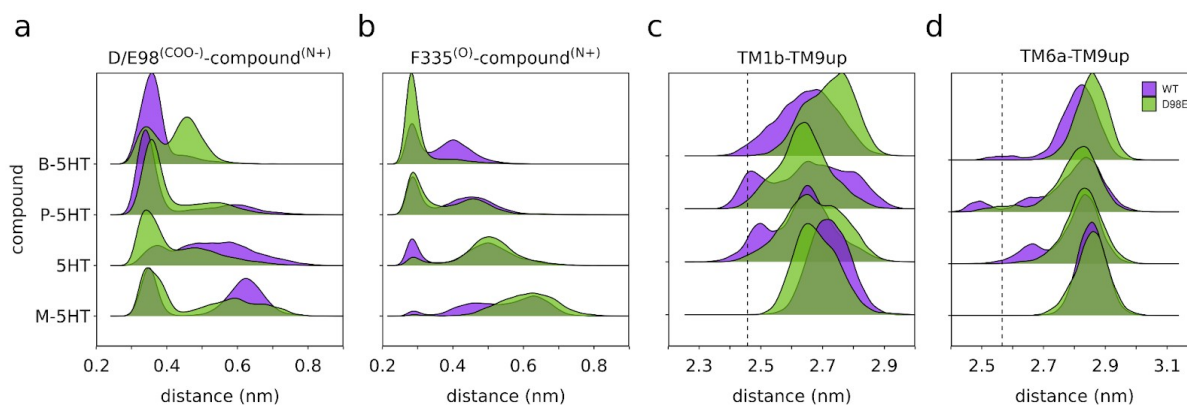 a
D/E98(COO-)-compound(N+)
b
F335(O)-compound(N+)
c
TM1b-TM9up
d
TM6a-TM9up
WT
D98E
compound
B-5HT
P-5HT
5HT
M-5HT
0.2 0.4 0.6 0.8
0.2 0.4 0.6 0.8
2.3 2.5 2.7 2.9
2.5 2.7 2.9 3.1
distance (nm)
distance (nm)
distance (nm)
distance (nm)